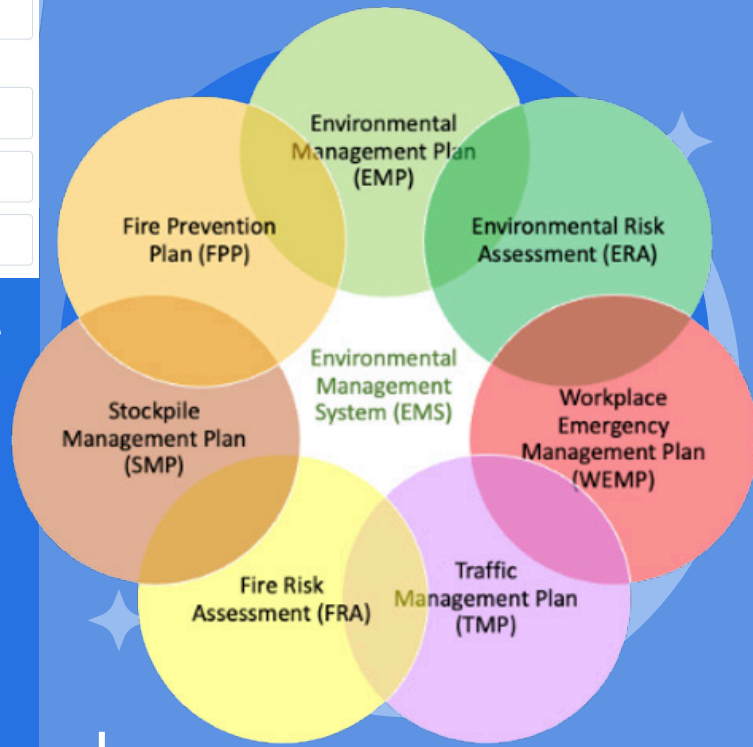 Environmental
Management Plan
(EMP)
Fire Prevention
Plan (FPP)
Environmental Risk
Assessment (ERA)
Environmental
Management
System (EMS)
Stockpile
Management Plan
(SMP)
Workplace
Emergency
Management Plan
(WEMP)
Fire Risk
Assessment (FRA)
Traffic
Management Plan
(TMP)